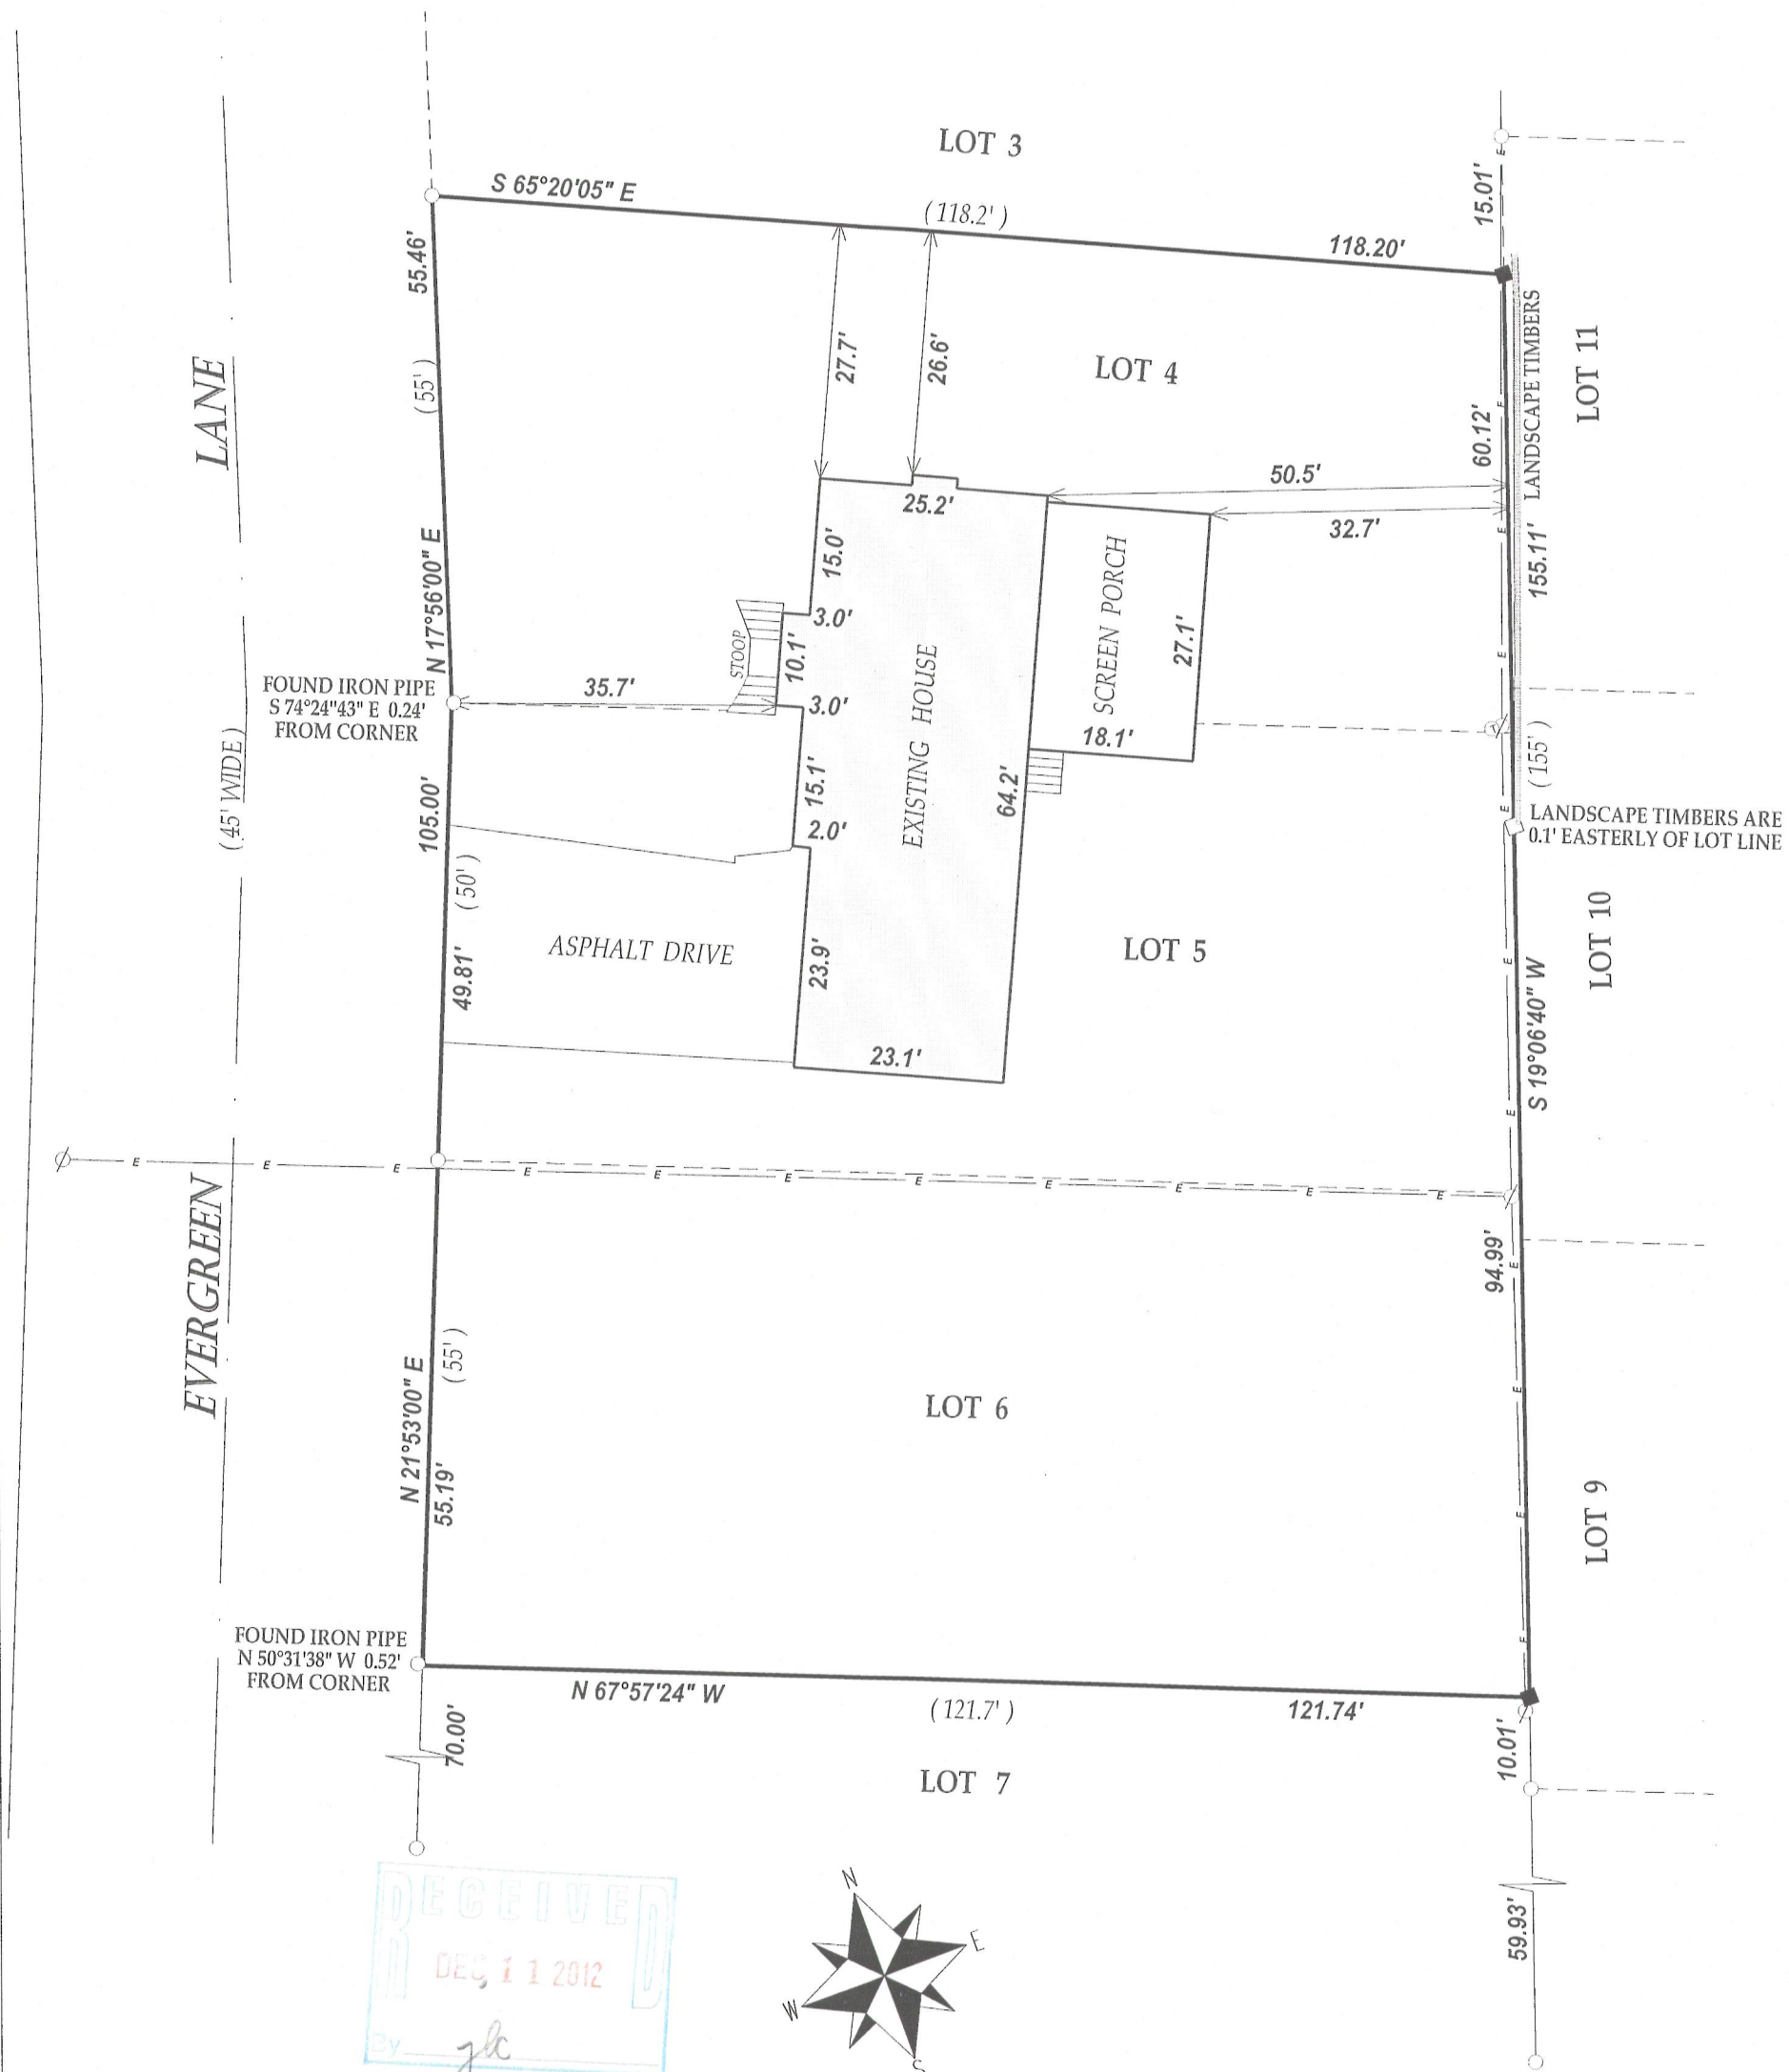 LOT 3
S 65°20'05" E
( 118.2' )
118.20'
15.01'
55.46'
( 55' )
N 17°56'00" E
27.7'
26.6'
LOT 4
60.12'
LANDSCAPE TIMBERS
LOT 11
LANE
50.5'
32.7'
25.2'
15.0'
3.0'
STOOP
10.1'
3.0'
35.7'
SCREEN PORCH
27.1'
18.1'
155.11'
( 155' )
FOUND IRON PIPE
S 74°24"43" E 0.24'
FROM CORNER
( 45' WIDE )
105.00'
( 50' )
49.81'
15.1'
2.0'
EXISTING HOUSE
64.2'
LANDSCAPE TIMBERS ARE
0.1' EASTERLY OF LOT LINE
ASPHALT DRIVE
23.9'
23.1'
LOT 5
LOT 10
S 19°06'40" W
E E E E E E E E E E E
EVERGREEN
N 21°53'00" E
( 55' )
55.19'
LOT 6
94.99'
LOT 9
FOUND IRON PIPE
N 50°31'38" W 0.52'
FROM CORNER
N 67°57'24" W
( 121.7' )
121.74'
70.00'
LOT 7
10.01'
59.93'
RECEIVED
DEC 11 2012
By jlc
N
E
W
S